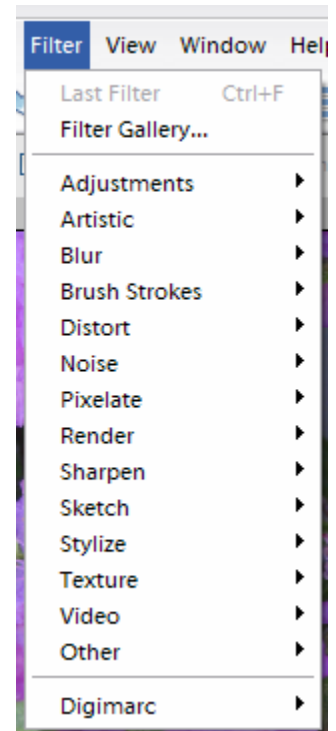 Filter View Window Help
Last Filter Ctrl+F
Filter Gallery...
Adjustments
Artistic
Blur
Brush Strokes
Distort
Noise
Pixelate
Render
Sharpen
Sketch
Stylize
Texture
Video
Other
Digimarc